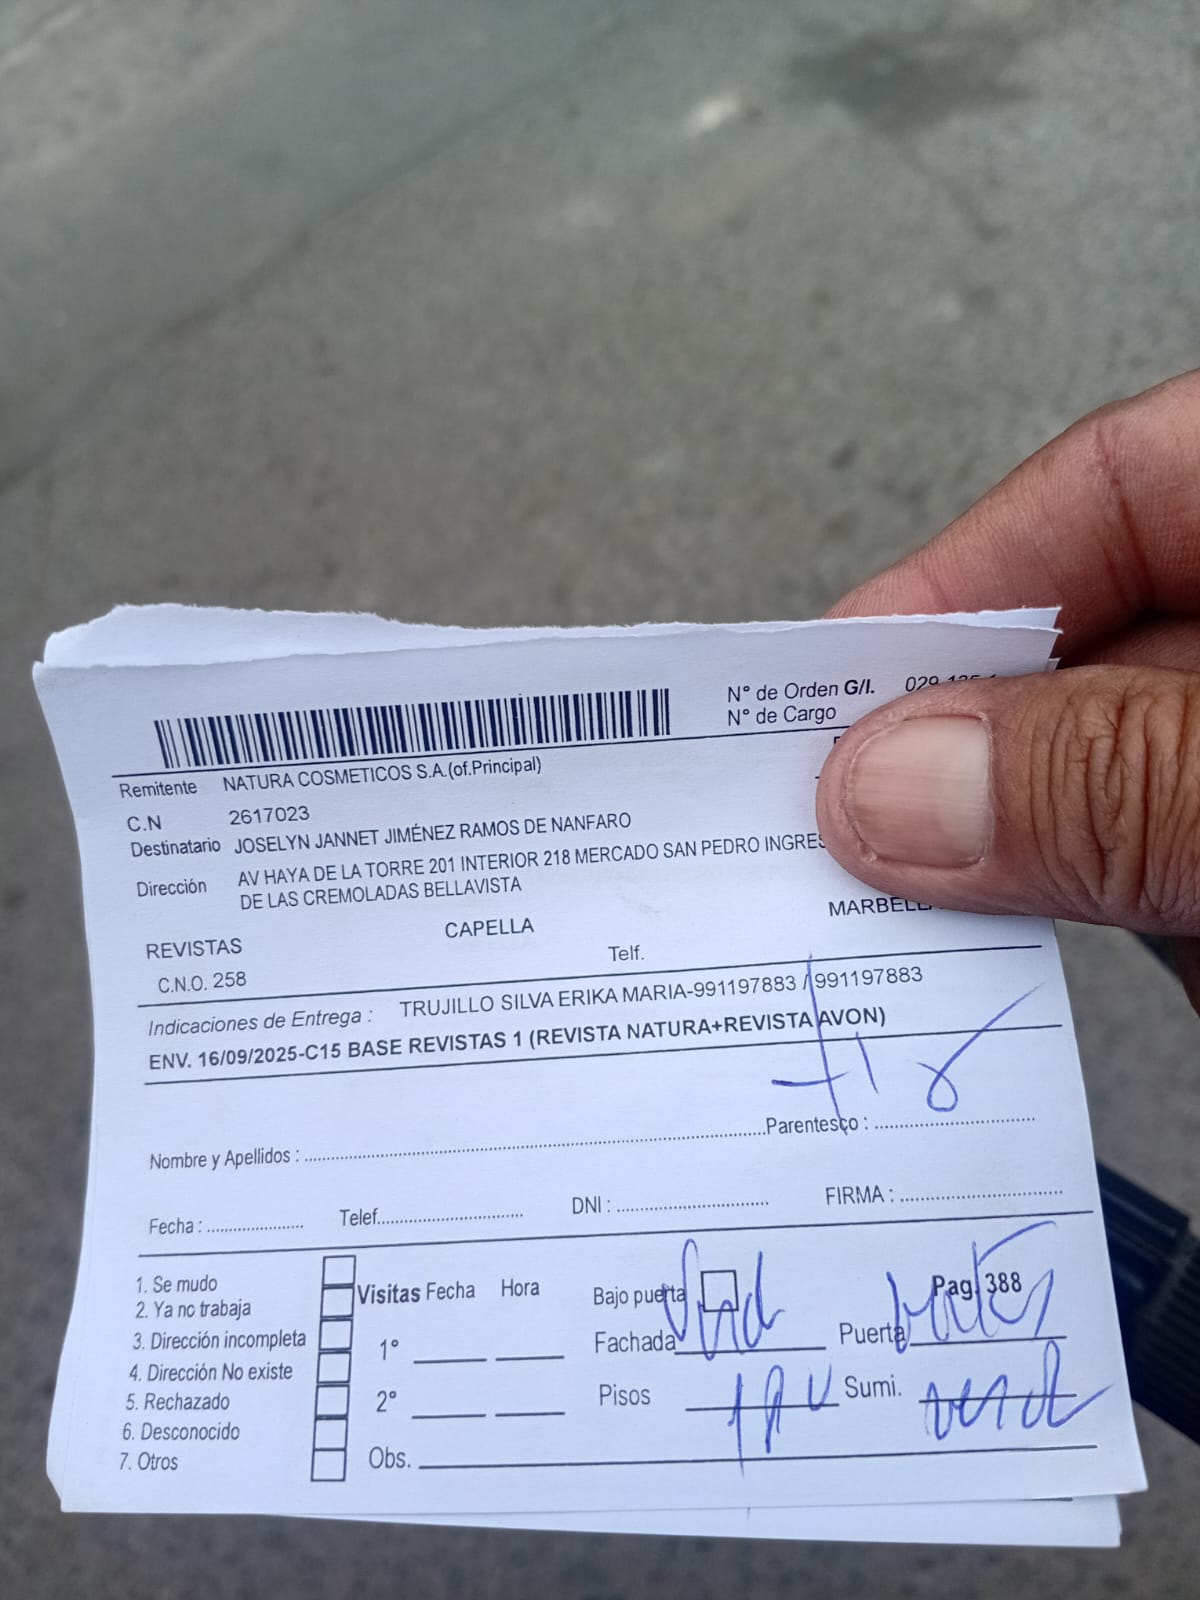 N° de Orden G/I. 029
N° de Cargo
Remitente NATURA COSMETICOS S.A.(of.Principal)
C.N 2617023
Destinatario JOSELYN JANNET JIMÉNEZ RAMOS DE NANFARO
Dirección AV HAYA DE LA TORRE 201 INTERIOR 218 MERCADO SAN PEDRO INGRES
DE LAS CREMOLADAS BELLAVISTA
REVISTAS CAPELLA MARBELL
C.N.O. 258 Telf.
Indicaciones de Entrega : TRUJILLO SILVA ERIKA MARIA-991197883 / 991197883
ENV. 16/09/2025-C15 BASE REVISTAS 1 (REVISTA NATURA+REVISTA AVON)
Nombre y Apellidos : Parentesco :
Fecha : Telef. DNI : FIRMA :
1. Se mudo
2. Ya no trabaja
3. Dirección incompleta
4. Dirección No existe
5. Rechazado
6. Desconocido
7. Otros
Visitas Fecha Hora
1°
2°
Obs.
Bajo puerta Pag. 388
Fachada Puerta
Pisos Sumi.